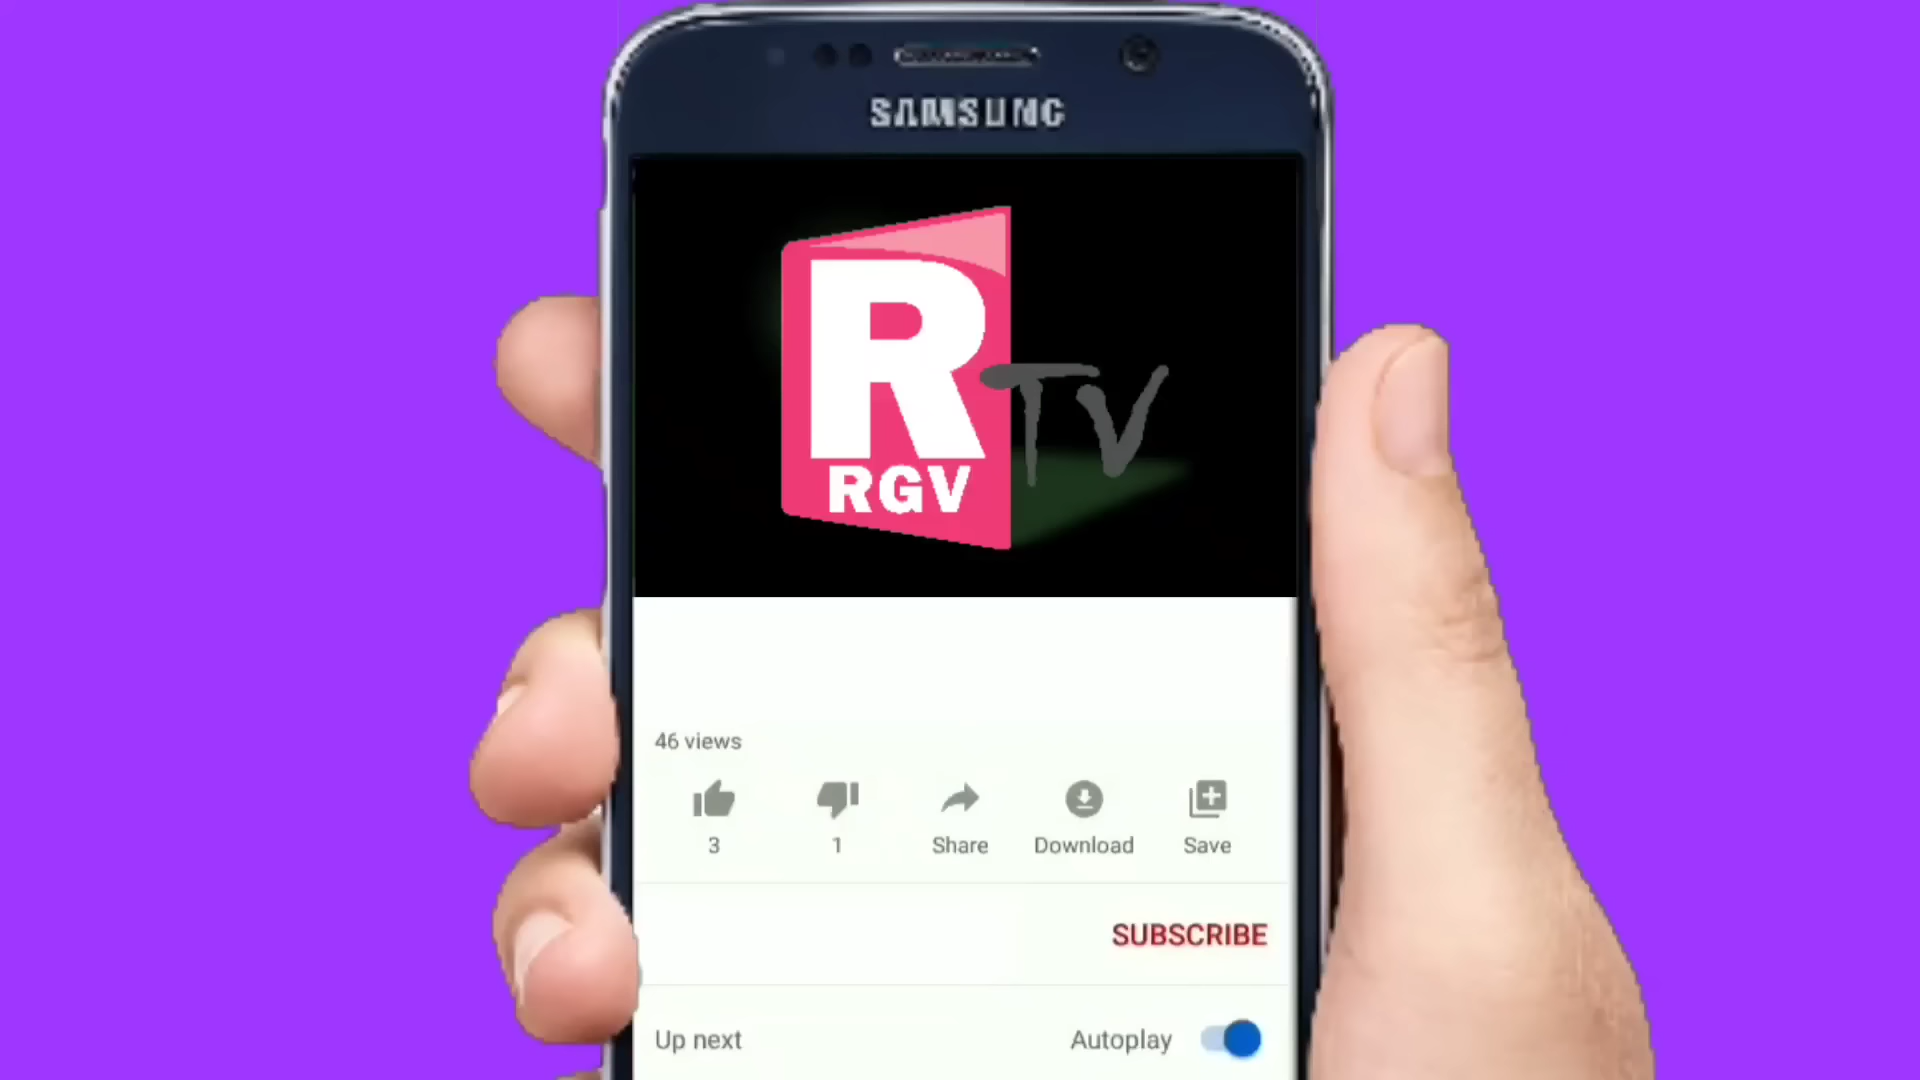 SAMSUNG
R
TV
RGV
46 views
3 1 Share Download Save
SUBSCRIBE
Up next Autoplay